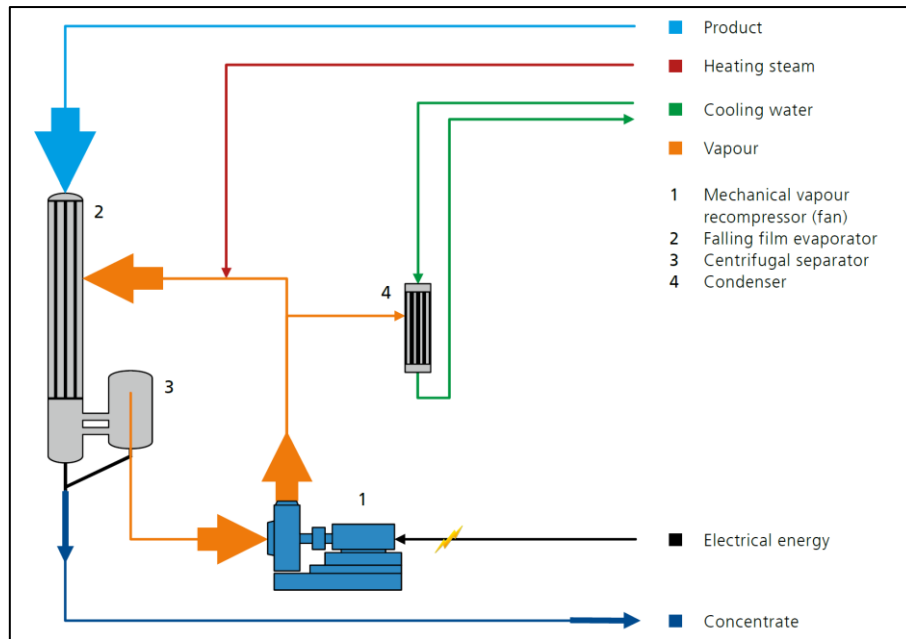 Product
Heating steam
Cooling water
Vapour
1 Mechanical vapour
recompressor (fan)
2 Falling film evaporator
3 Centrifugal separator
4 Condenser
2
4
3
1
Electrical energy
Concentrate